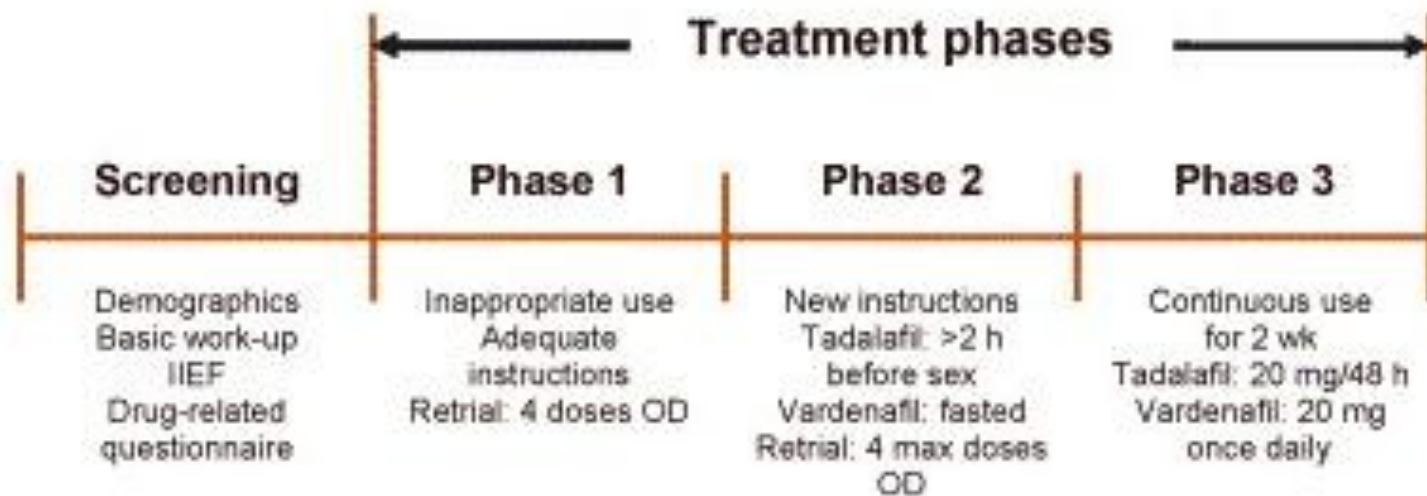 Treatment phases
Screening
Demographics
Basic work-up
IIEF
Drug-related
questionnaire
Phase 1
Inappropriate use
Adequate
instructions
Retrial: 4 doses OD
Phase 2
New instructions
Tadalafil: >2 h
before sex
Vardenafil: fasted
Retrial: 4 max doses
OD
Phase 3
Continuous use
for 2 wk
Tadalafil: 20 mg/48 h
Vardenafil: 20 mg
once daily